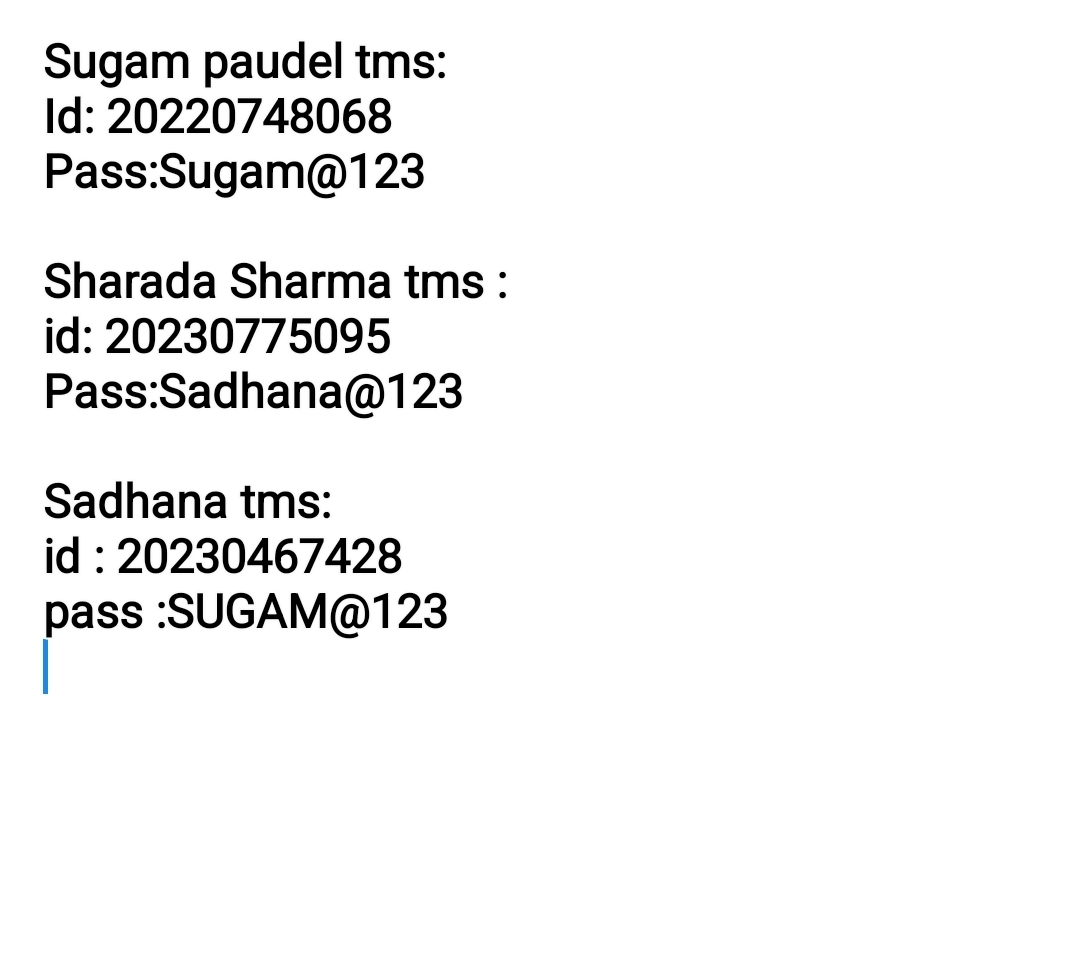 Sugam paudel tms:
Id: 20220748068
Pass:Sugam@123
Sharada Sharma tms :
id: 20230775095
Pass:Sadhana@123
Sadhana tms:
id : 20230467428
pass :SUGAM@123